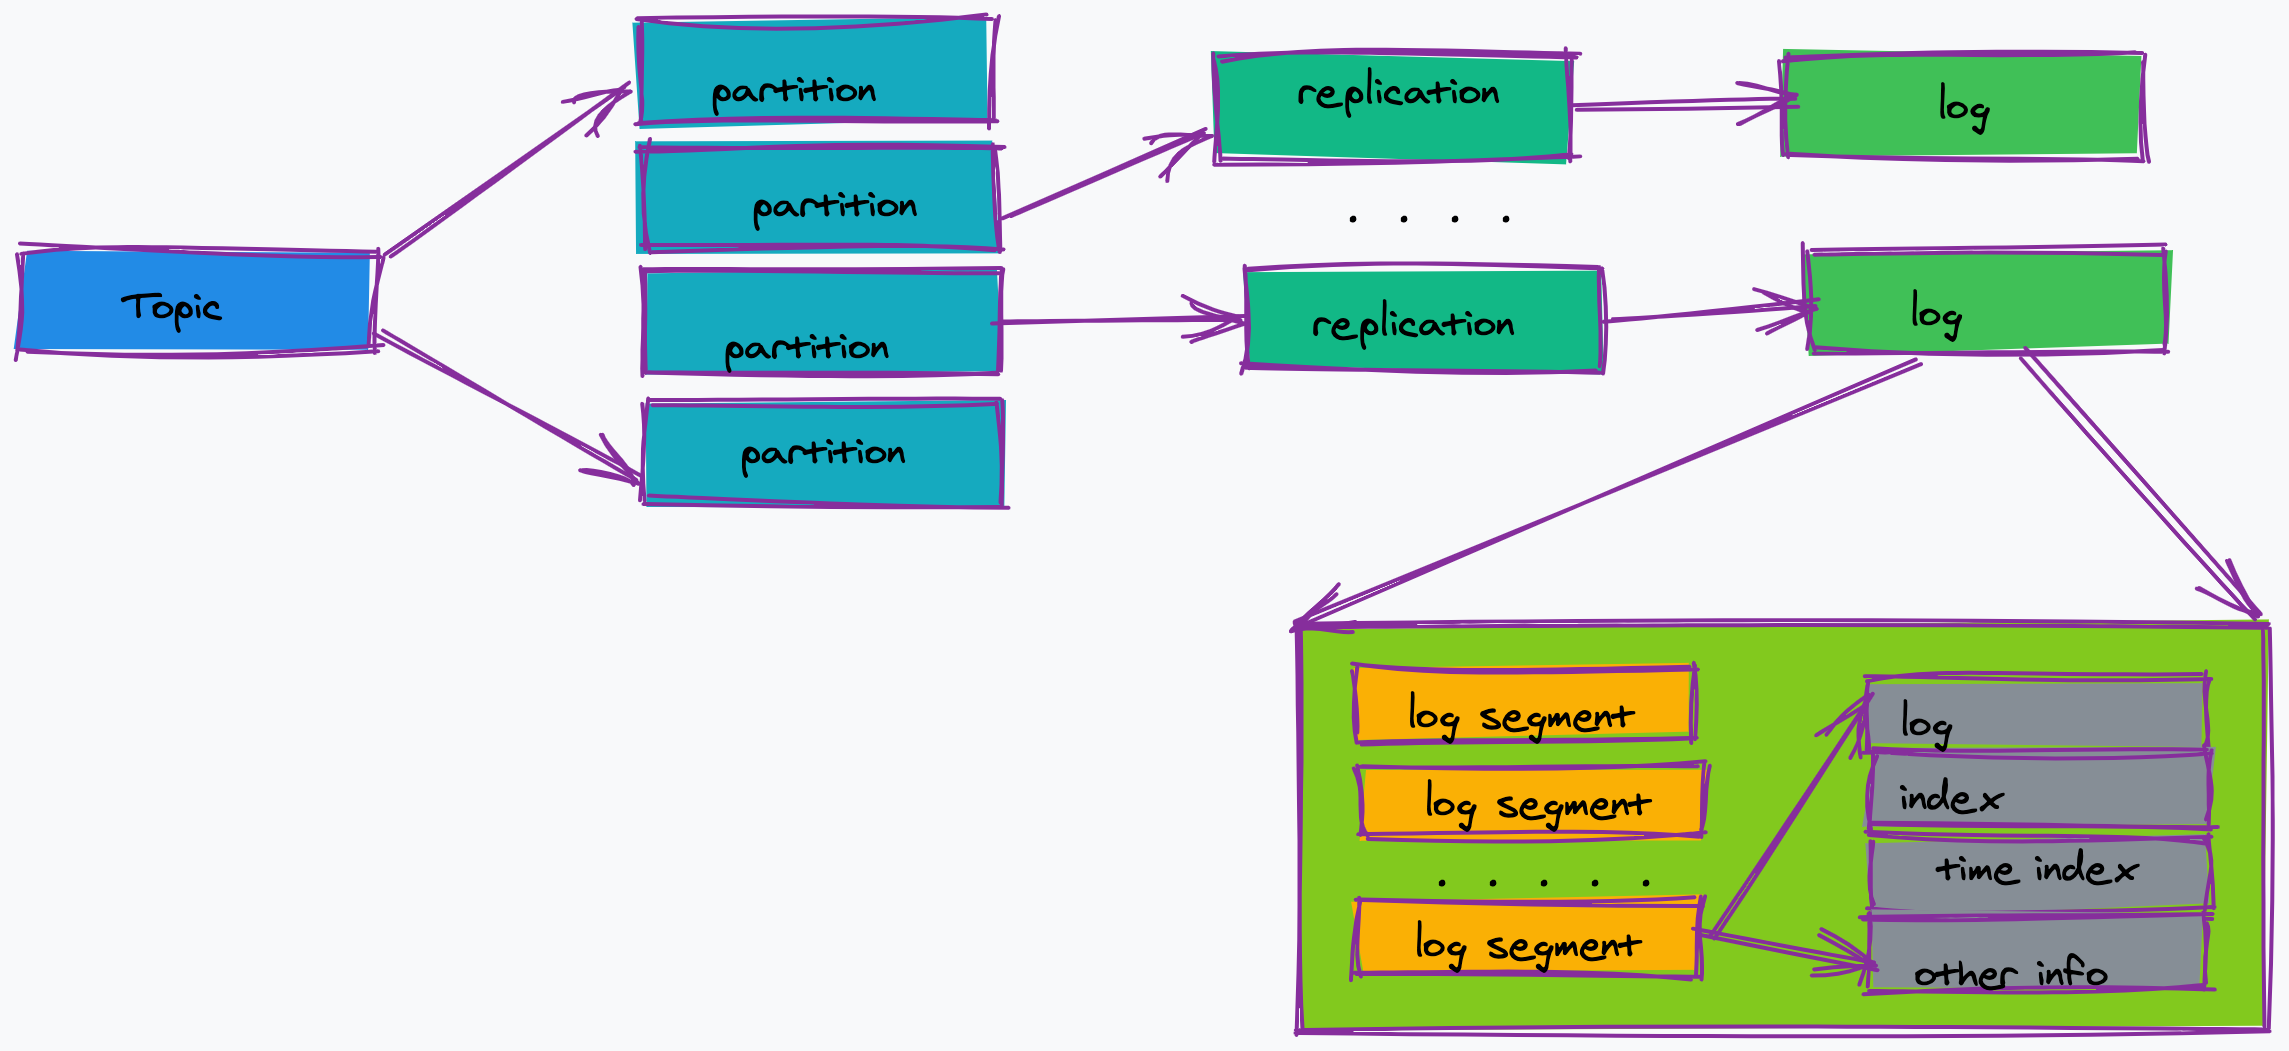 Topic
partition
partition
partition
partition
replication
. . . .
replication
log
log
log segment
log segment
. . . . .
log segment
log
index
time index
other info